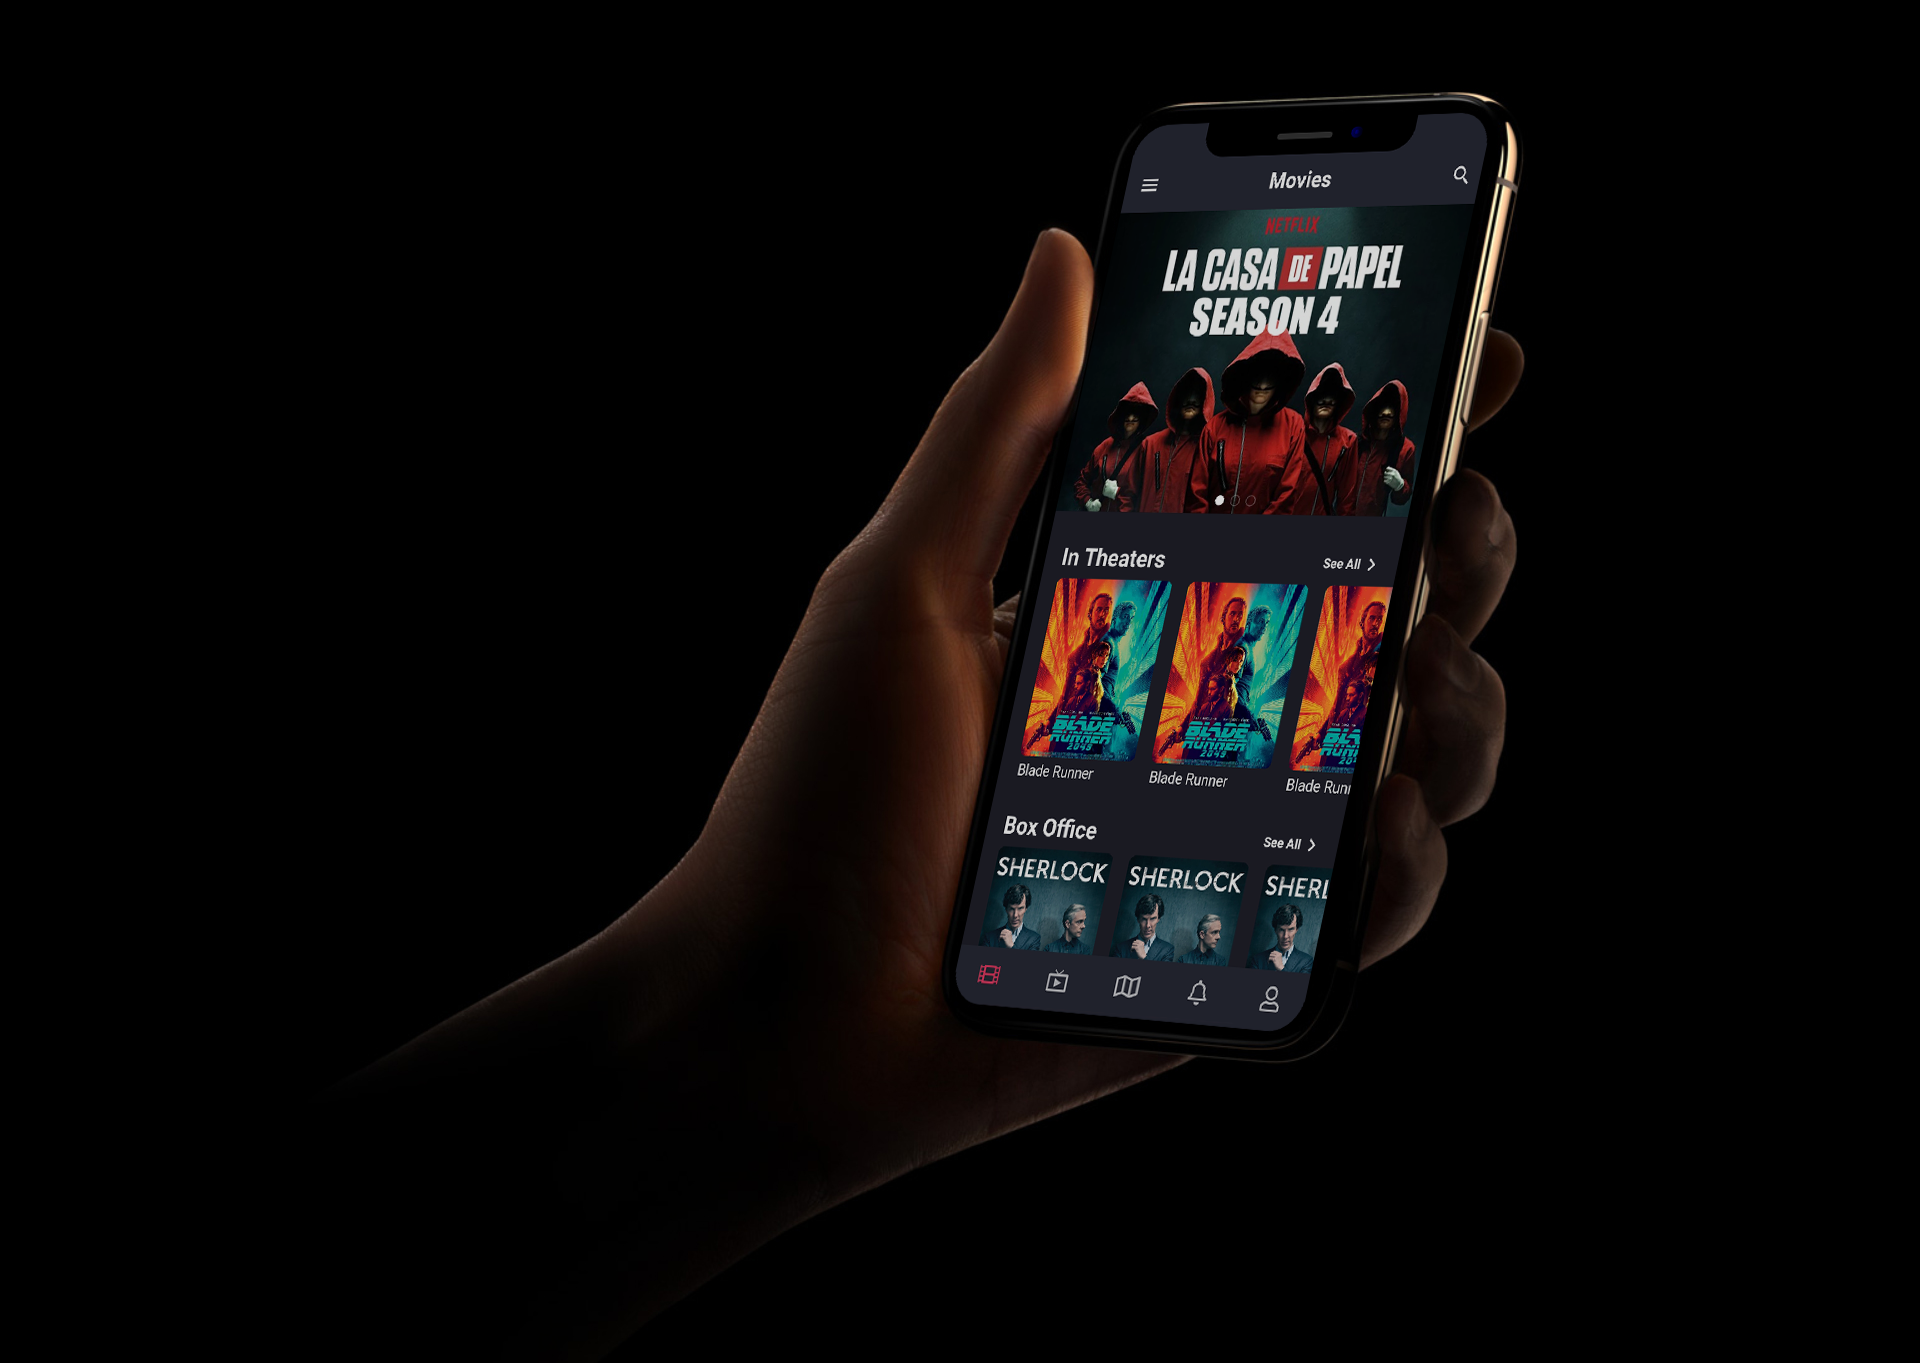 Movies
NETFLIX
LA CASA DE PAPEL
SEASON 4
In Theaters
See All
BLADE
RUNNER
2049
BLADE
RUNNER
2049
Blade Runner
Blade Runner
Blade Runn
Box Office
See All
SHERLOCK
SHERLOCK
SHERL